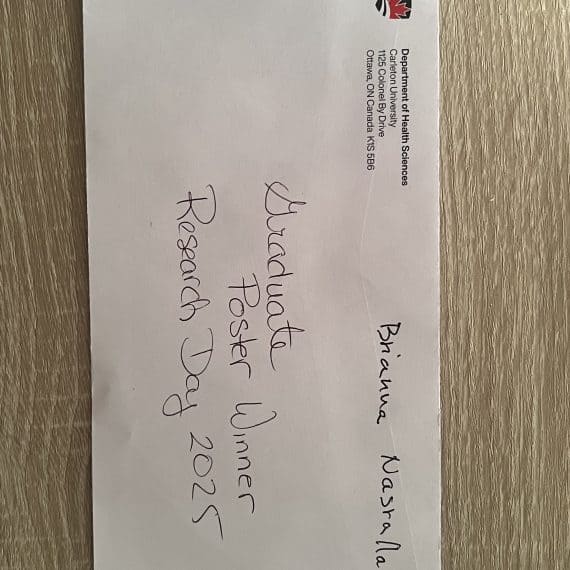 Department of Health Sciences
Carleton University
1125 Colonel By Drive
Ottawa, ON Canada K1S 5B6
Brianna Nasralla
Graduate
Poster Winner
Research Day 2025